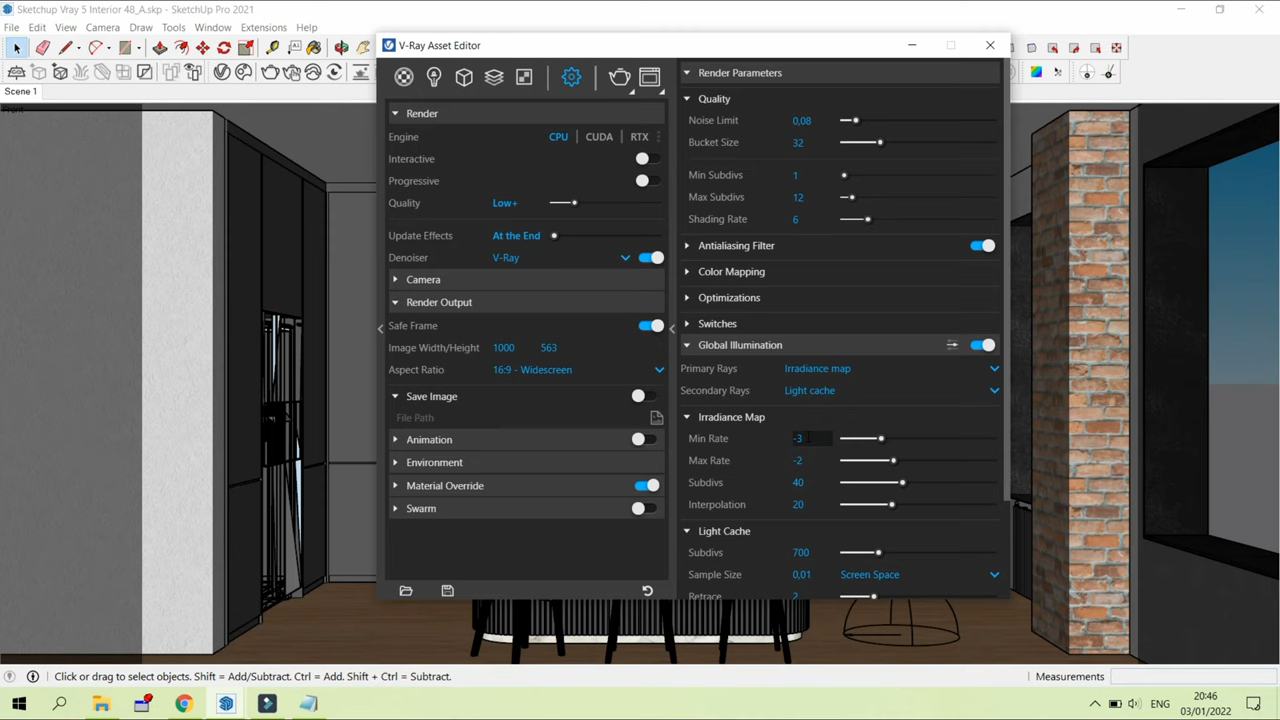 Sketchup Vray 5 Interior 48_A.skp - SketchUp Pro 2021
File Edit View Camera Draw Tools Window Extensions Help
Scene 1
V-Ray Asset Editor
Render
Engine CPU CUDA RTX
Interactive
Progressive
Quality Low+
Update Effects At the End
Denoiser V-Ray
Camera
Render Output
Safe Frame
Image Width/Height 1000 563
Aspect Ratio 16:9 - Widescreen
Save Image
File Path
Animation
Environment
Material Override
Swarm
Render Parameters
Quality
Noise Limit 0,08
Bucket Size 32
Min Subdivs 1
Max Subdivs 12
Shading Rate 6
Antialiasing Filter
Color Mapping
Optimizations
Switches
Global Illumination
Primary Rays Irradiance map
Secondary Rays Light cache
Irradiance Map
Min Rate -3
Max Rate -2
Subdivs 40
Interpolation 20
Light Cache
Subdivs 700
Sample Size 0,01 Screen Space
Retrace 2
Click or drag to select objects. Shift = Add/Subtract. Ctrl = Add. Shift + Ctrl = Subtract.
Measurements
ENG
20:46
03/01/2022